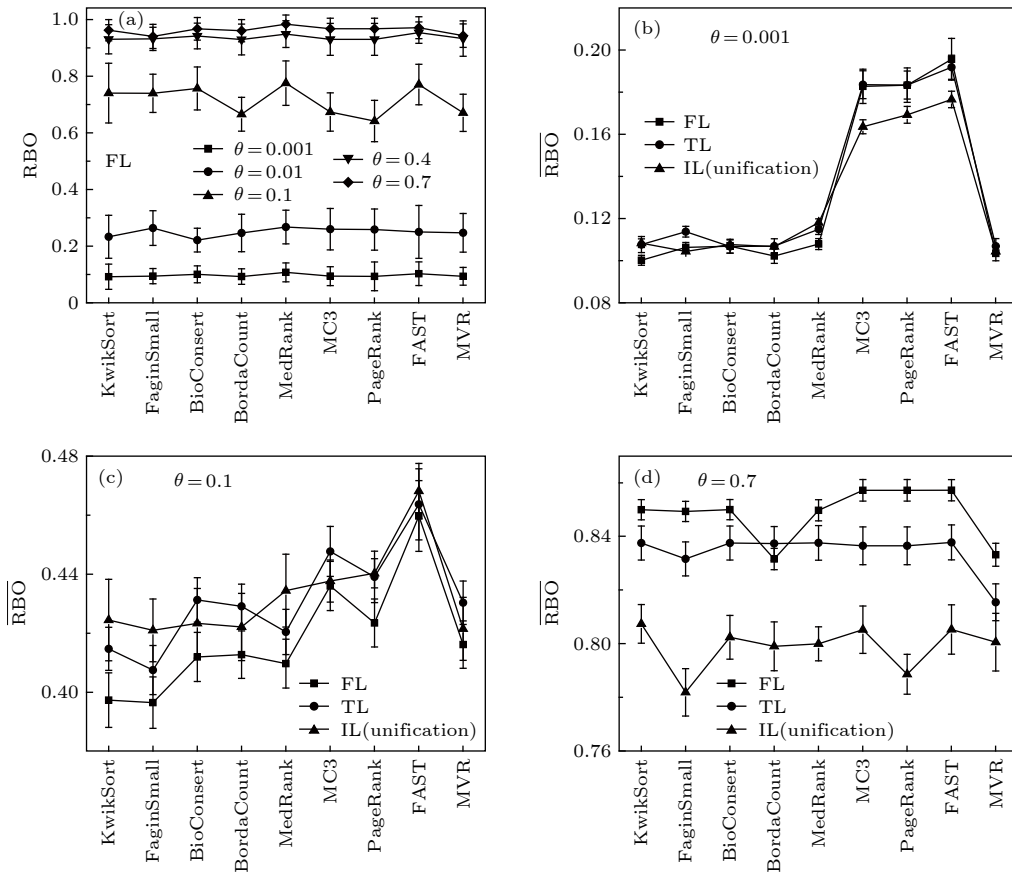 (a)
RBO
1.0
0.8
0.6
0.4
0.2
0
FL
θ = 0.001
θ = 0.01
θ = 0.1
θ = 0.4
θ = 0.7
KwikSort
FaginSmall
BioConsert
BordaCount
MedRank
MC3
PageRank
FAST
MVR
(b)
θ = 0.001
RBO
0.20
0.16
0.12
0.08
FL
TL
IL(unification)
KwikSort
FaginSmall
BioConsert
BordaCount
MedRank
MC3
PageRank
FAST
MVR
(c)
θ = 0.1
RBO
0.48
0.44
0.40
FL
TL
IL(unification)
KwikSort
FaginSmall
BioConsert
BordaCount
MedRank
MC3
PageRank
FAST
MVR
(d)
θ = 0.7
RBO
0.84
0.80
0.76
FL
TL
IL(unification)
KwikSort
FaginSmall
BioConsert
BordaCount
MedRank
MC3
PageRank
FAST
MVR